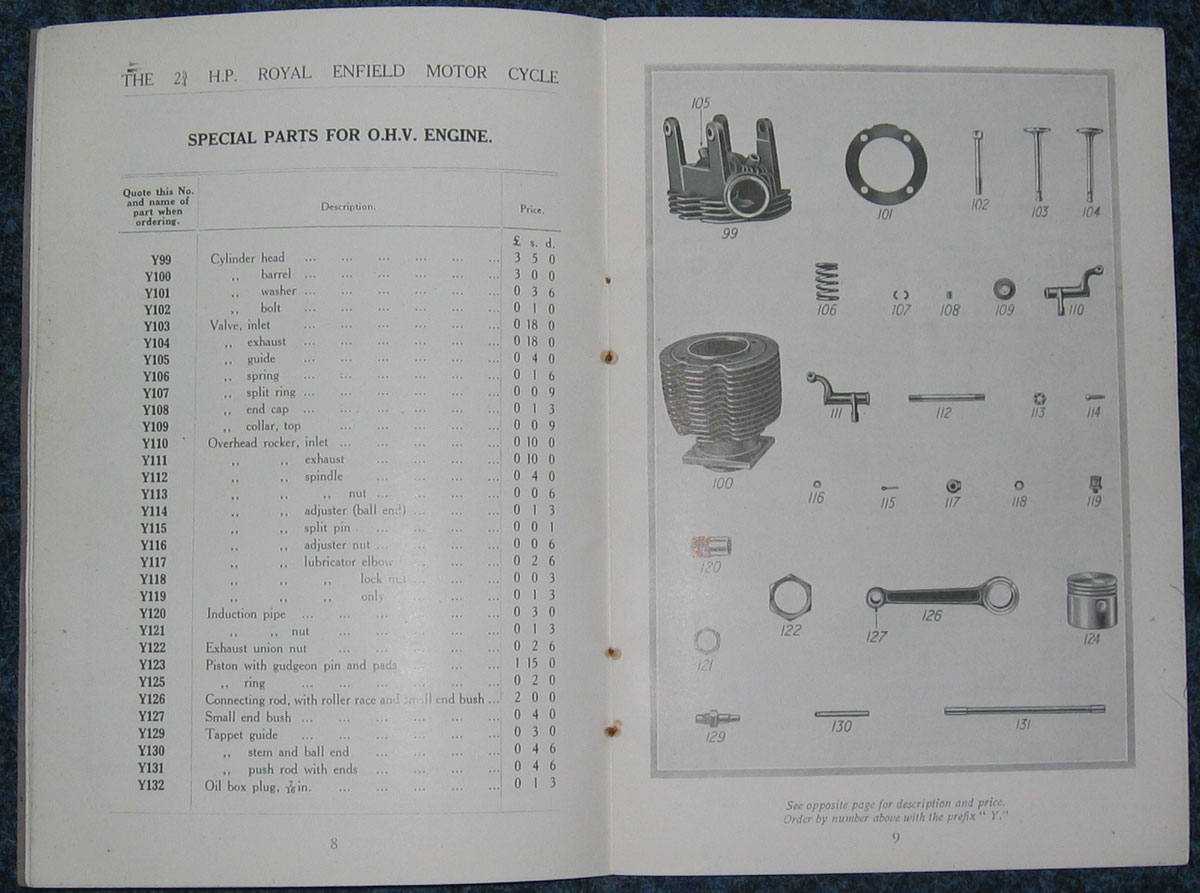 THE 2¾ H.P. ROYAL ENFIELD MOTOR CYCLE
SPECIAL PARTS FOR O.H.V. ENGINE.
Quote this No.
and name of
part when
ordering.
Description.
Price.
£ s. d.
Y99 Cylinder head ... ... ... ... ... ... 3 5 0
Y100 ,, barrel ... ... ... ... ... ... 3 0 0
Y101 ,, washer ... ... ... ... ... ... 0 3 6
Y102 ,, bolt ... ... ... ... ... ... 0 1 0
Y103 Valve, inlet ... ... ... ... ... ... 0 18 0
Y104 ,, exhaust ... ... ... ... ... ... 0 18 0
Y105 ,, guide ... ... ... ... ... ... 0 4 0
Y106 ,, spring ... ... ... ... ... ... 0 1 6
Y107 ,, split ring ... ... ... ... ... ... 0 0 9
Y108 ,, end cap ... ... ... ... ... ... 0 1 3
Y109 ,, collar, top ... ... ... ... ... 0 0 9
Y110 Overhead rocker, inlet ... ... ... ... ... 0 10 0
Y111 ,, ,, exhaust ... ... ... ... 0 10 0
Y112 ,, ,, spindle ... ... ... ... 0 4 0
Y113 ,, ,, ,, nut ... ... ... ... 0 0 6
Y114 ,, ,, adjuster (ball end) ... ... ... 0 1 3
Y115 ,, ,, split pin ... ... ... ... 0 0 1
Y116 ,, ,, adjuster nut ... ... ... ... 0 0 6
Y117 ,, ,, lubricator elbow ... ... ... 0 2 6
Y118 ,, ,, ,, lock nut ... ... ... 0 0 3
Y119 ,, ,, ,, only ... ... ... 0 1 3
Y120 Induction pipe ... ... ... ... ... ... 0 3 0
Y121 ,, ,, nut ... ... ... ... ... 0 1 3
Y122 Exhaust union nut ... ... ... ... ... 0 2 6
Y123 Piston with gudgeon pin and pads ... ... ... 1 15 0
Y125 ,, ring ... ... ... ... ... ... 0 2 0
Y126 Connecting rod, with roller race and small end bush ... 2 0 0
Y127 Small end bush ... ... ... ... ... ... 0 4 0
Y129 Tappet guide ... ... ... ... ... ... 0 3 0
Y130 ,, stem and ball end ... ... ... ... 0 4 6
Y131 ,, push rod with ends ... ... ... ... 0 4 6
Y132 Oil box plug, 7/16 in. ... ... ... ... ... 0 1 3
8
105
99
101
102
103
104
106
107
108
109
110
100
111
112
113
114
116
115
117
118
119
120
122
127
126
124
121
129
130
131
See opposite page for description and price.
Order by number above with the prefix " Y."
9